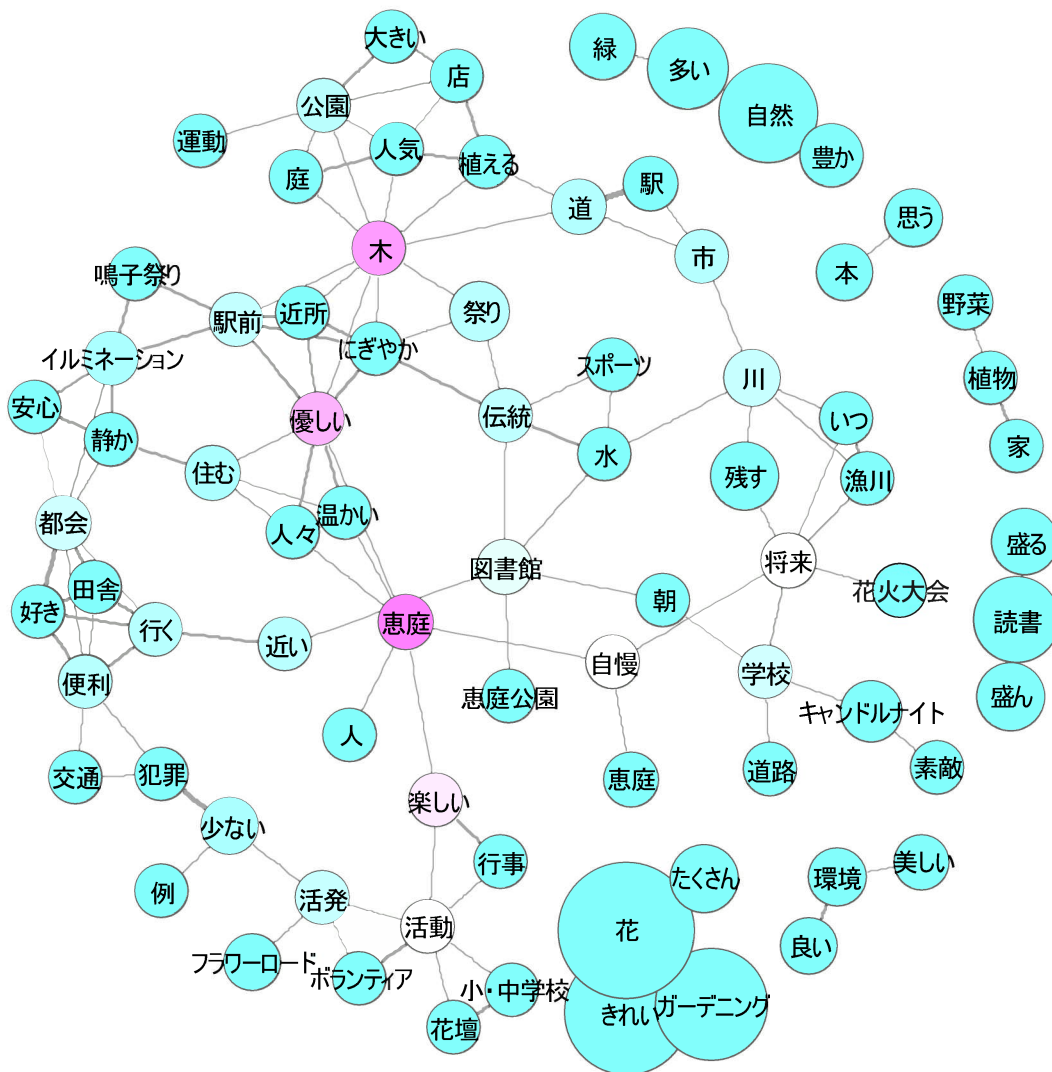 大きい
緑
多い
店
公園
自然
運動
人気
豊か
庭
植える
駅
道
思う
木
市
本
鳴子祭り
野菜
駅前
近所
祭り
イルミネーション
にぎやか
スポーツ
川
植物
安心
優しい
伝統
いつ
静か
住む
水
残す
漁川
家
都会
人々
温かい
図書館
将来
盛る
田舎
好き
行く
朝
花火大会
恵庭
読書
近い
自慢
学校
便利
恵庭公園
盛ん
人
キャンドルナイト
交通
犯罪
恵庭
道路
素敵
楽しい
少ない
行事
美しい
例
たくさん
環境
活発
活動
花
良い
フラワーロード
ボランティア
小・中学校
花壇
きれい
ガーデニング